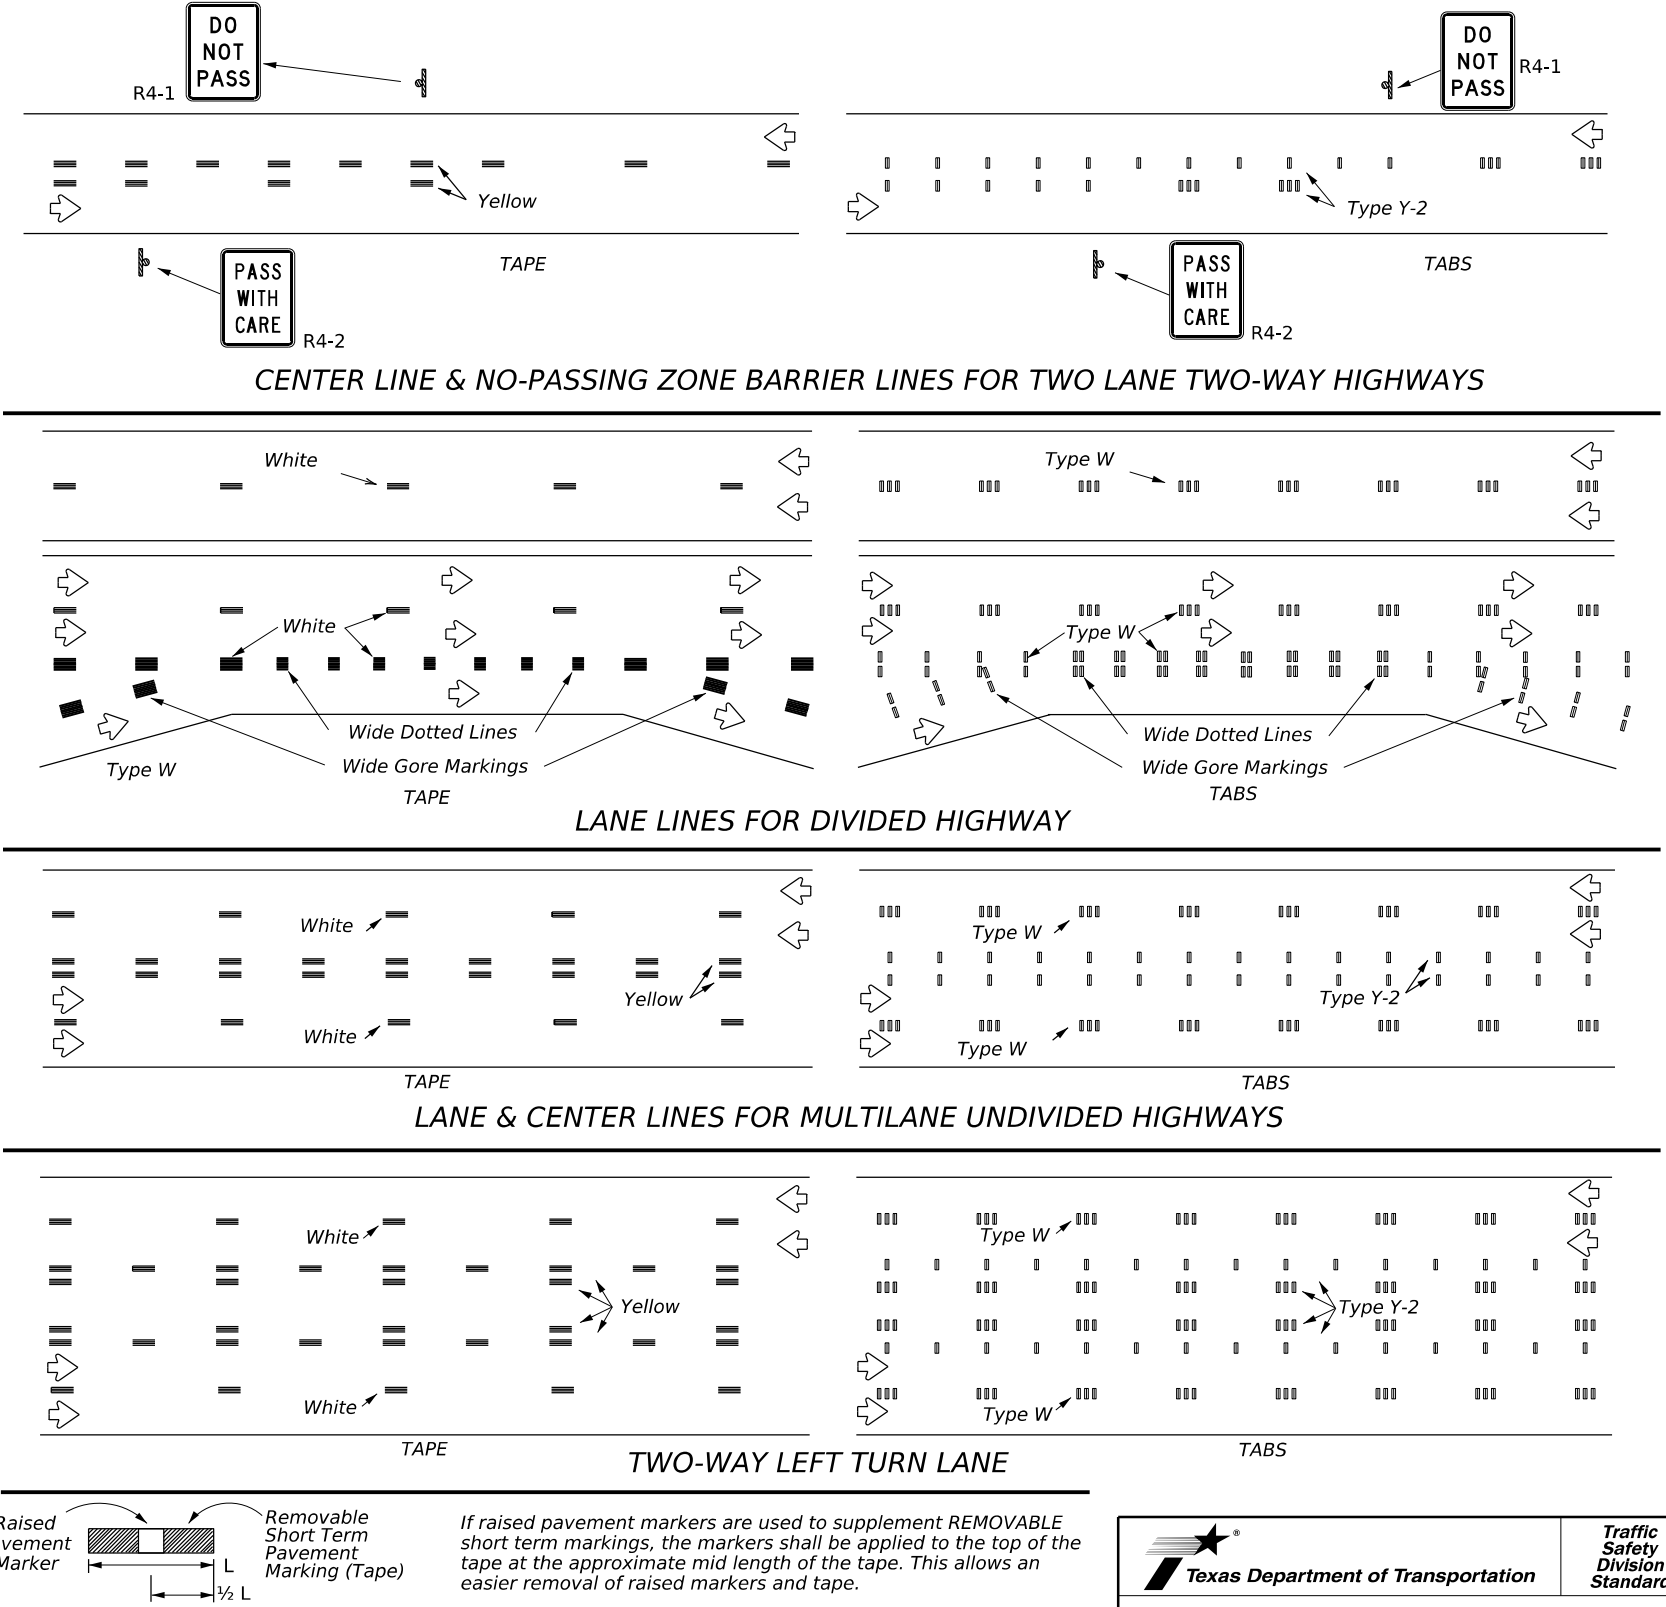 DO
NOT
PASS
R4-1
DO
NOT
PASS
R4-1
Yellow
Type Y-2
PASS
WITH
CARE
R4-2
TAPE
PASS
WITH
CARE
R4-2
TABS
CENTER LINE & NO-PASSING ZONE BARRIER LINES FOR TWO LANE TWO-WAY HIGHWAYS
White
Type W
White
Type W
Wide Dotted Lines
Wide Gore Markings
Type W
TAPE
Wide Dotted Lines
Wide Gore Markings
TABS
LANE LINES FOR DIVIDED HIGHWAY
White
Type W
Yellow
Type Y-2
White
Type W
TAPE
TABS
LANE & CENTER LINES FOR MULTILANE UNDIVIDED HIGHWAYS
White
Type W
Yellow
Type Y-2
White
Type W
TAPE
TABS
TWO-WAY LEFT TURN LANE
Raised
Pavement
Marker
L
½ L
Removable
Short Term
Pavement
Marking (Tape)
If raised pavement markers are used to supplement REMOVABLE
short term markings, the markers shall be applied to the top of the
tape at the approximate mid length of the tape. This allows an
easier removal of raised markers and tape.
®
Texas Department of Transportation
Traffic
Safety
Division
Standard